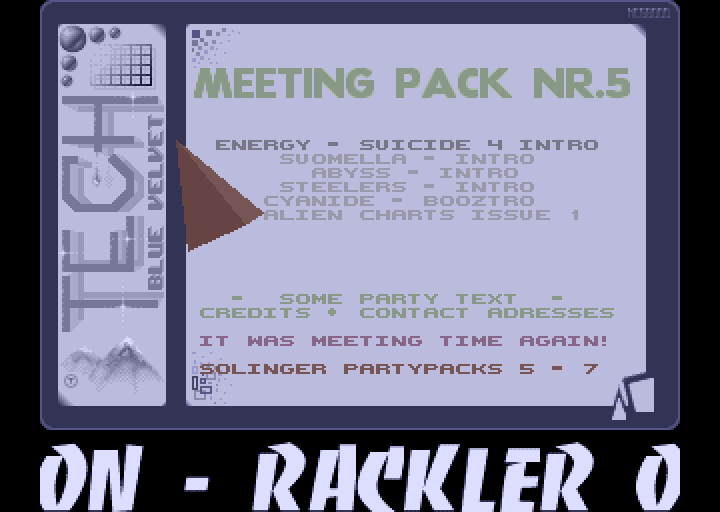 MEETING PACK NR.5
ENERGY - SUICIDE 4 INTRO
SUOMELLA - INTRO
ABYSS - INTRO
STEELERS - INTRO
CYANIDE - BOOZTRO
ALIEN CHARTS ISSUE 1
- SOME PARTY TEXT -
CREDITS + CONTACT ADRESSES
IT WAS MEETING TIME AGAIN!
SOLINGER PARTYPACKS 5 - 7
TECH
BLUE VELVET
ON - RACKLER O